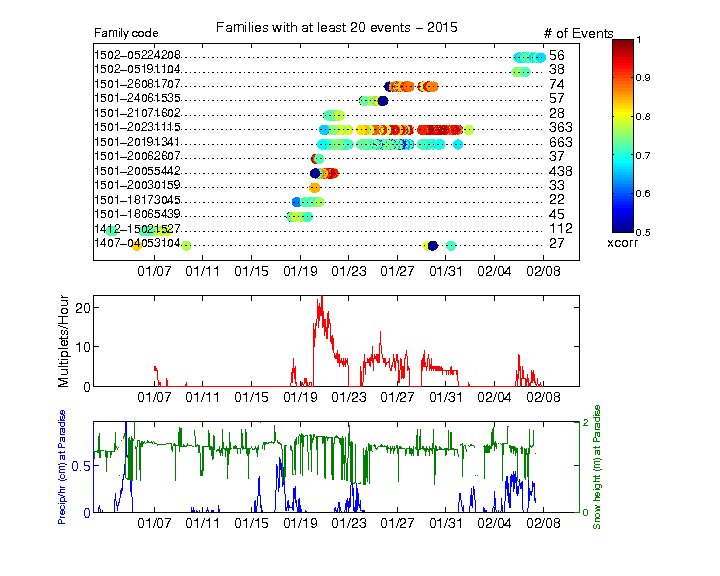 Families with at least 20 events – 2015
Family code
# of Events
1502–05224208 56
1502–05191104 38
1501–26081707 74
1501–24061535 57
1501–21071602 28
1501–20231115 363
1501–20191341 663
1501–20062607 37
1501–20055442 438
1501–20030159 33
1501–18173045 22
1501–18065439 45
1412–15021527 112
1407–04053104 27
01/07 01/11 01/15 01/19 01/23 01/27 01/31 02/04 02/08
1
0.9
0.8
0.7
0.6
0.5
xcorr
Multiplets/Hour
20
10
0
01/07 01/11 01/15 01/19 01/23 01/27 01/31 02/04 02/08
Precip/hr (cm) at Paradise
0.5
0
2
0
Snow height (m) at Paradise
01/07 01/11 01/15 01/19 01/23 01/27 01/31 02/04 02/08